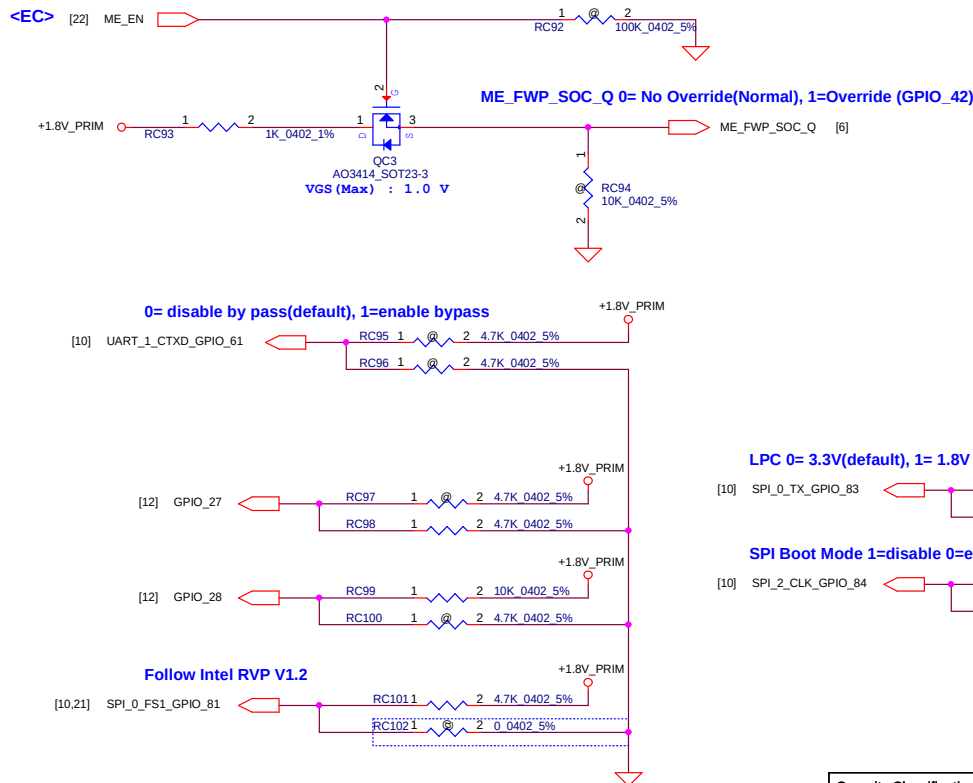 <EC> [22] ME_EN
1 @ 2
RC92 100K_0402_5%
2
G
ME_FWP_SOC_Q 0= No Override(Normal), 1=Override (GPIO_42)
+1.8V_PRIM 1 2 1 3 ME_FWP_SOC_Q [6]
RC93 1K_0402_1% D S
QC3
AO3414_SOT23-3
VGS(Max) : 1.0 V
1
@ RC94
10K_0402_5%
2
+1.8V_PRIM
0= disable by pass(default), 1=enable bypass
[10] UART_1_CTXD_GPIO_61 RC95 1 @ 2 4.7K_0402_5%
RC96 1 @ 2 4.7K_0402_5%
LPC 0= 3.3V(default), 1= 1.8V
+1.8V_PRIM
[10] SPI_0_TX_GPIO_83
[12] GPIO_27 RC97 1 @ 2 4.7K_0402_5%
RC98 1 2 4.7K_0402_5%
SPI Boot Mode 1=disable 0=e
+1.8V_PRIM
[10] SPI_2_CLK_GPIO_84
[12] GPIO_28 RC99 1 2 10K_0402_5%
RC100 1 @ 2 4.7K_0402_5%
Follow Intel RVP V1.2
+1.8V_PRIM
[10,21] SPI_0_FS1_GPIO_81 RC101 1 2 4.7K_0402_5%
RC102 1 @ 2 0_0402_5%